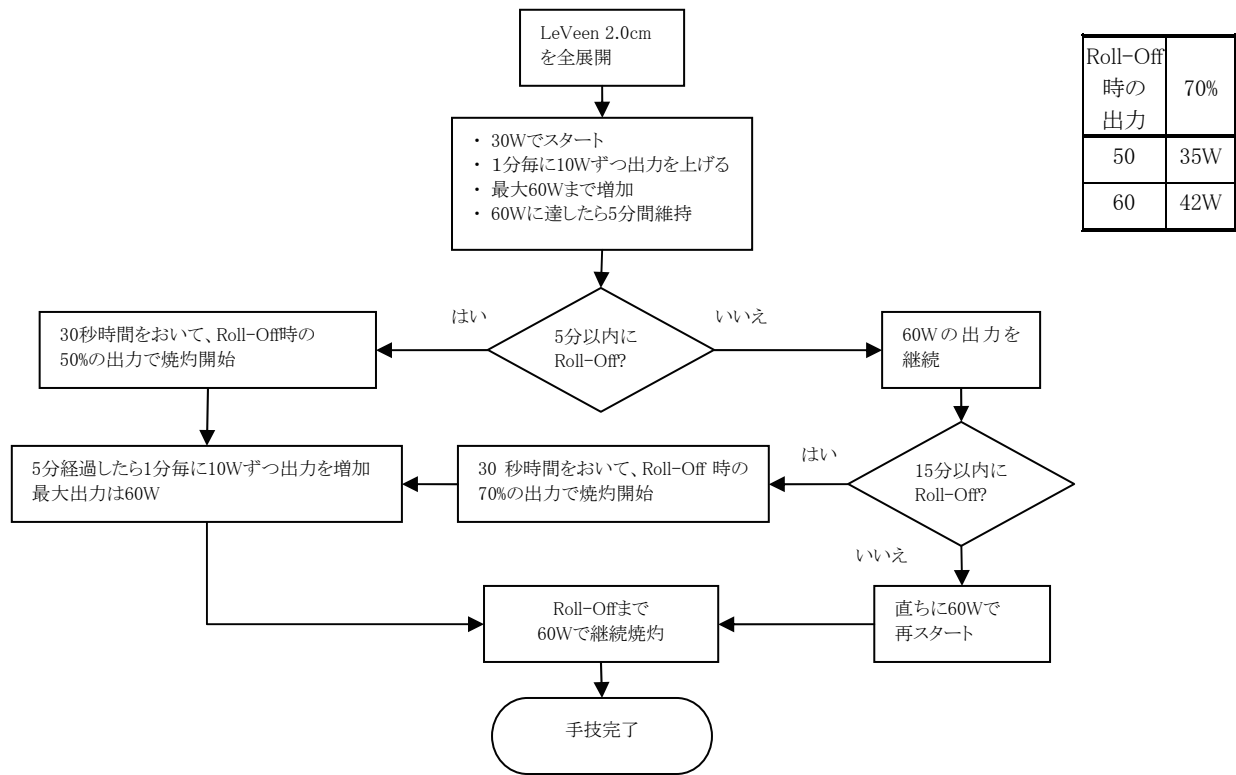 LeVeen 2.0cm
を全展開
・ 30Wでスタート
・ 1分毎に10Wずつ出力を上げる
・ 最大60Wまで増加
・ 60Wに達したら5分間維持
Roll-Off
時の
出力
70%
50
35W
60
42W
5分以内に
Roll-Off?
はい
いいえ
30秒時間をおいて、Roll-Off時の
50%の出力で焼灼開始
60Wの出力を
継続
5分経過したら1分毎に10Wずつ出力を増加
最大出力は60W
30 秒時間をおいて、Roll-Off 時の
70%の出力で焼灼開始
はい
15分以内に
Roll-Off?
いいえ
Roll-Offまで
60Wで継続焼灼
直ちに60Wで
再スタート
手技完了